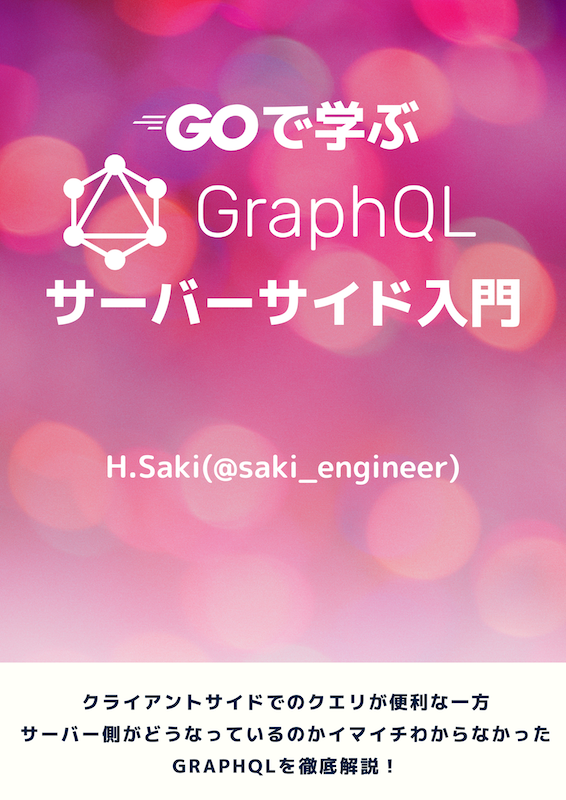 GOで学ぶ
GraphQL
サーバーサイド入門
H.Saki(@saki_engineer)
クライアントサイドでのクエリが便利な一方
サーバー側がどうなっているのかイマイチわからなかった
GRAPHQLを徹底解説！